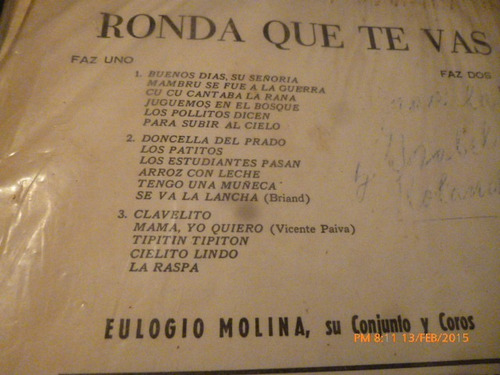 RONDA QUE TE VAS
FAZ UNO
FAZ DOS
1. BUENOS DIAS, SU SEÑORIA
MAMBRU SE FUE A LA GUERRA
CU CU CANTABA LA RANA
JUGUEMOS EN EL BOSQUE
LOS POLLITOS DICEN
PARA SUBIR AL CIELO
2. DONCELLA DEL PRADO
LOS PATITOS
LOS ESTUDIANTES PASAN
ARROZ CON LECHE
TENGO UNA MUÑECA
SE VA LA LANCHA (Briand)
3. CLAVELITO
MAMA, YO QUIERO (Vicente Paiva)
TIPITIN TIPITON
CIELITO LINDO
LA RASPA
y
EULOGIO MOLINA, su Conjunto y Coros
PM 8:11 13/FEB/2015